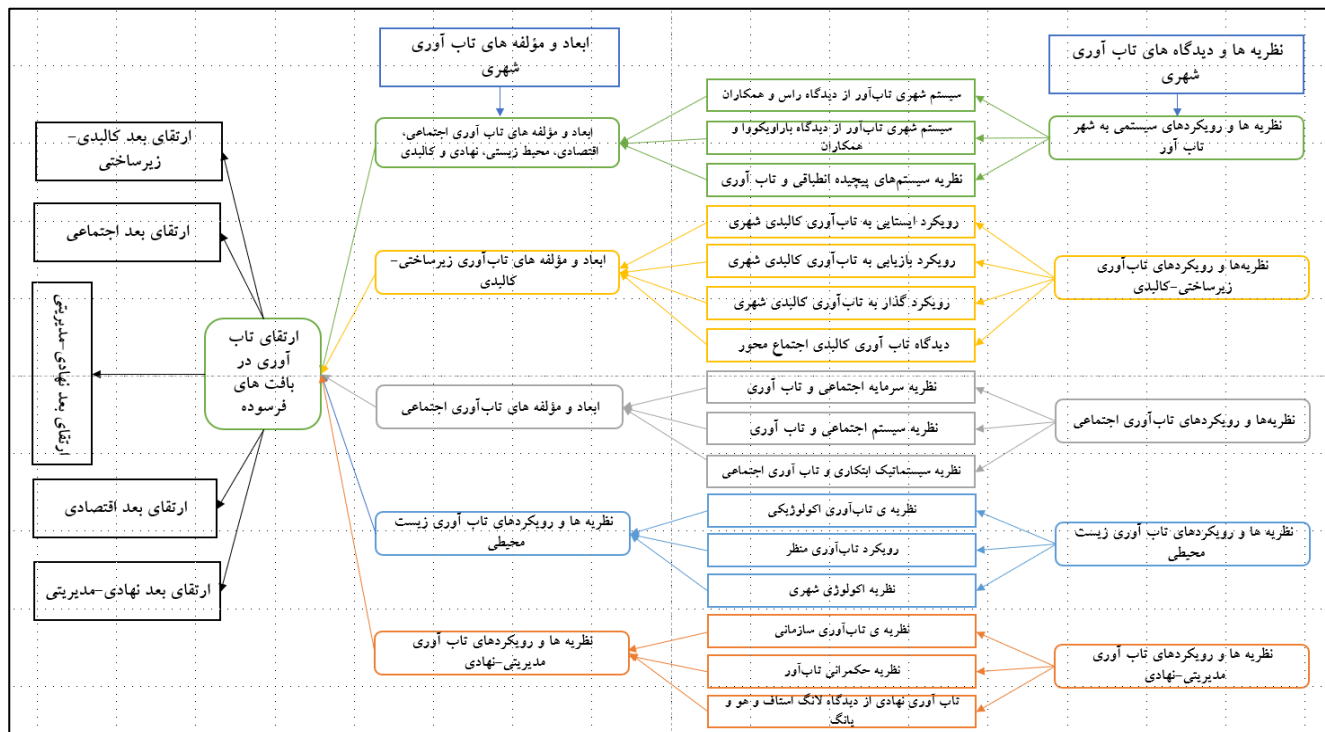 نظریه ها و دیدگاه های تاب آوری
شهری
ابعاد و مؤلفه های تاب آوری
شهری
نظریه ها و رویکردهای سیستمی به شهر
تاب آور
سیستم شهری تاب‌آور از دیدگاه راس و همکاران
سیستم شهری تاب‌آور از دیدگاه باراویکووا و
همکاران
نظریه سیستم‌های پیچیده انطباقی و تاب آوری
ابعاد و مؤلفه های تاب آوری اجتماعی،
اقتصادی، محیط زیستی، نهادی و کالبدی
نظریه‌ها و رویکردهای تاب‌آوری
زیرساختی-کالبدی
رویکرد ایستایی به تاب‌آوری کالبدی شهری
رویکرد بازیابی به تاب‌آوری کالبدی شهری
رویکرد گذار به تاب‌آوری کالبدی شهری
دیدگاه تاب آوری کالبدی اجتماع محور
ابعاد و مؤلفه های تاب‌آوری زیرساختی-
کالبدی
نظریه‌ها و رویکردهای تاب‌آوری اجتماعی
نظریه سرمایه اجتماعی و تاب آوری
نظریه سیستم اجتماعی و تاب آوری
نظریه سیستماتیک ابتکاری و تاب آوری اجتماعی
ابعاد و مؤلفه های تاب‌آوری اجتماعی
نظریه ها و رویکردهای تاب آوری زیست
محیطی
نظریه ی تاب‌آوری اکولوژیکی
رویکرد تاب‌آوری منظر
نظریه اکولوژی شهری
نظریه ها و رویکردهای تاب آوری زیست
محیطی
نظریه ها و رویکردهای تاب آوری
مدیریتی-نهادی
نظریه ی تاب‌آوری سازمانی
نظریه حکمرانی تاب‌آور
تاب آوری نهادی از دیدگاه لانگ استاف و هو و
یانگ
نظریه ها و رویکردهای تاب آوری
مدیریتی-نهادی
ارتقای تاب
آوری در
بافت های
فرسوده
ارتقای بعد کالبدی-
زیرساختی
ارتقای بعد اجتماعی
ارتقای بعد نهادی-مدیریتی
ارتقای بعد اقتصادی
ارتقای بعد نهادی-مدیریتی